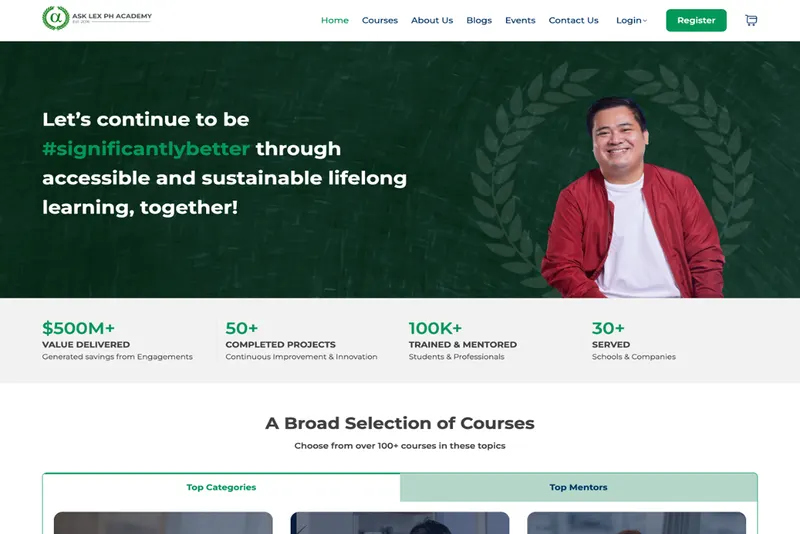 α
ASK LEX PH ACADEMY
Home
Courses
About Us
Blogs
Events
Contact Us
Login
Register
Let's continue to be
#significantlybetter through
accessible and sustainable lifelong
learning, together!
$500M+
VALUE DELIVERED
Generated savings from Engagements
50+
COMPLETED PROJECTS
Continuous Improvement & Innovation
100K+
TRAINED & MENTORED
Students & Professionals
30+
SERVED
Schools & Companies
A Broad Selection of Courses
Choose from over 100+ courses in these topics
Top Categories
Top Mentors